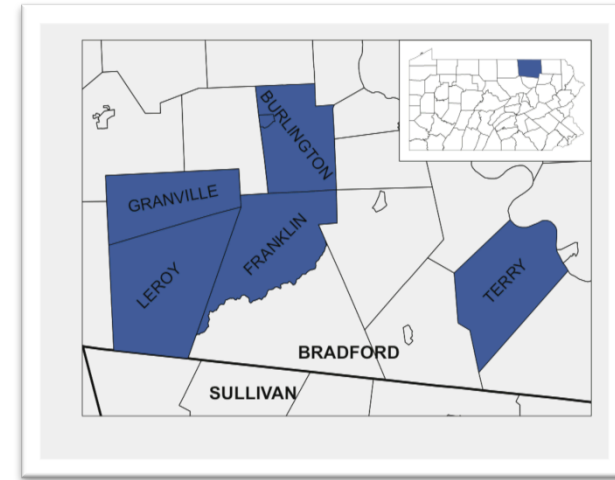 BURLINGTON
GRANVILLE
FRANKLIN
LEROY
TERRY
BRADFORD
SULLIVAN